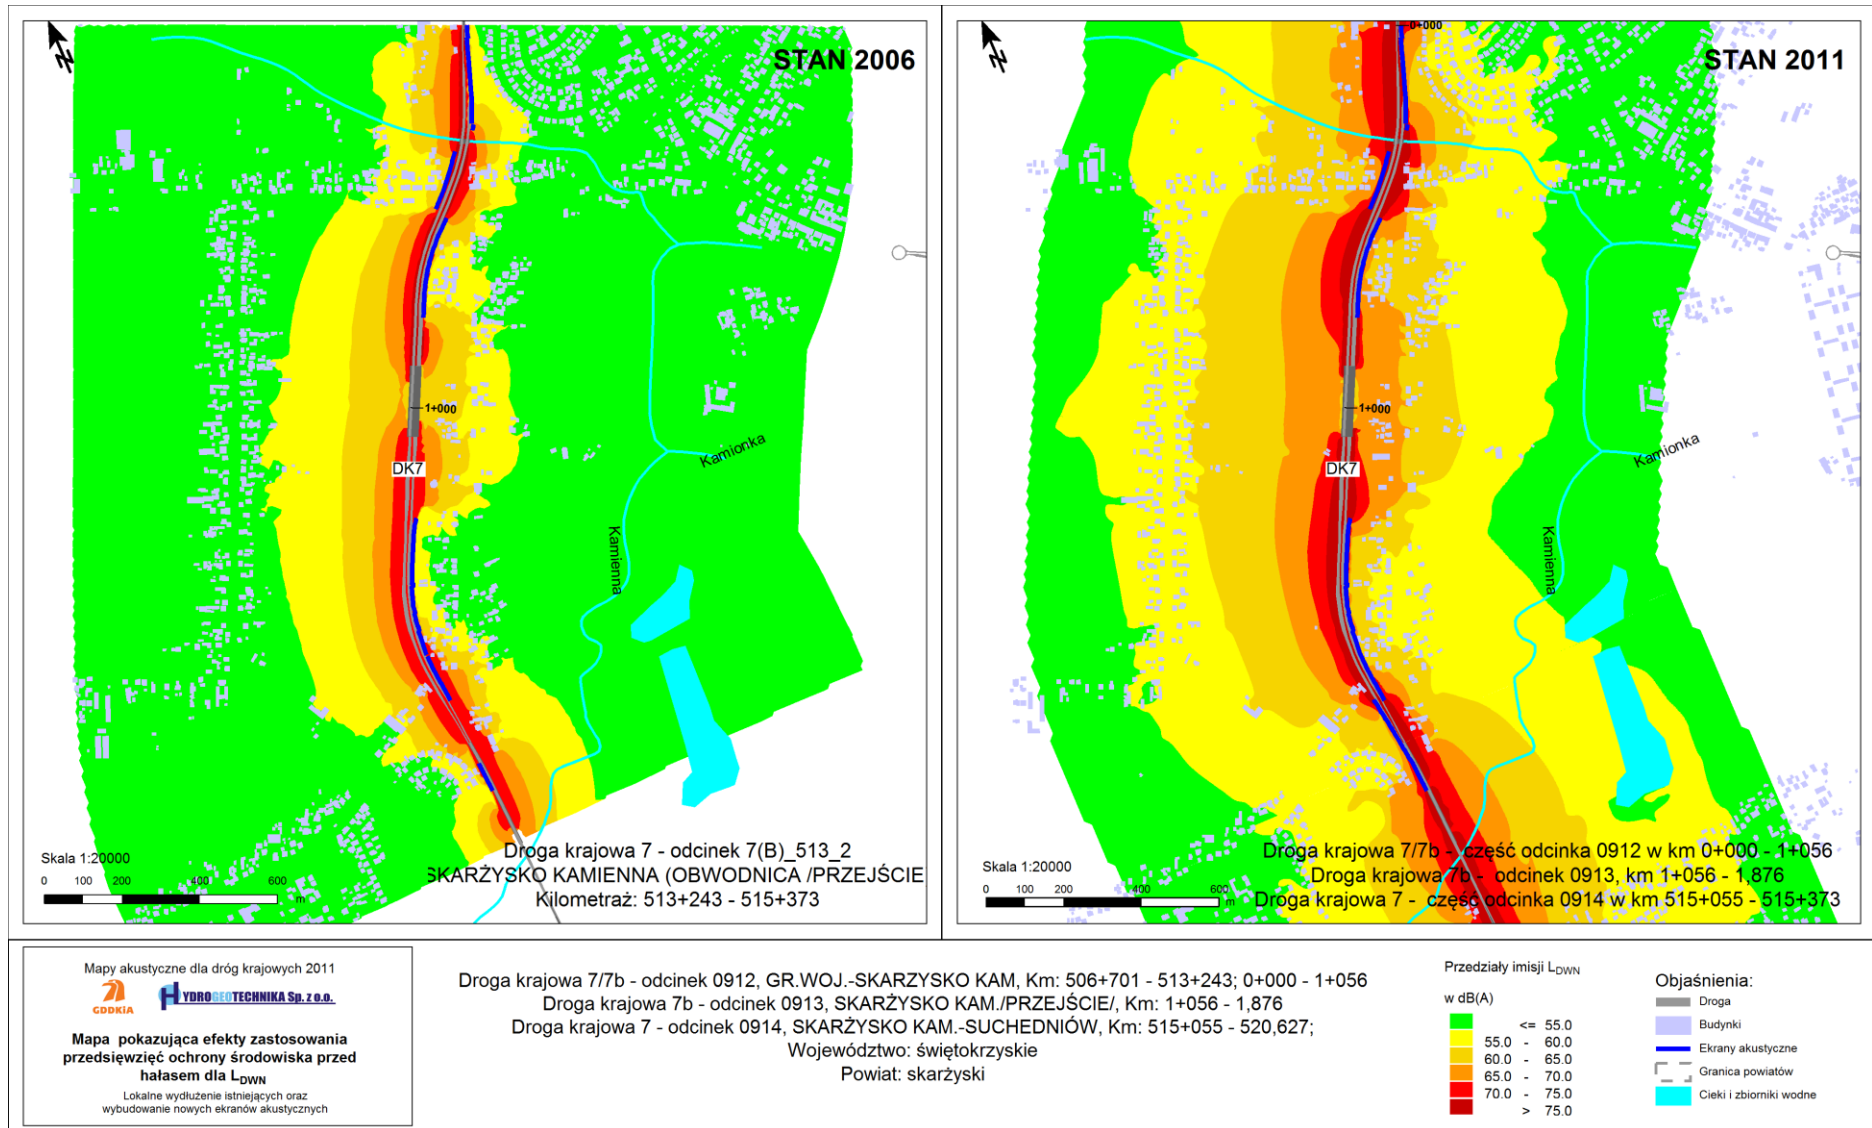 N
STAN 2006
1+000
DK7
Kamionka
Kamienna
Skala 1:20000
0 200 400 600
m
Droga krajowa 7 - odcinek 7(B)_513_2
SKARŻYSKO KAMIENNA (OBWODNICA /PRZEJŚCIE
Kilometraż: 513+243 - 515+373
N
0+000
STAN 2011
1+000
DK7
Kamionka
Kamienna
Skala 1:20000
0 100 200 400 600
m
Droga krajowa 7/7b - część odcinka 0912 w km 0+000 - 1+056
Droga krajowa 7b - odcinek 0913, km 1+056 - 1,876
Droga krajowa 7 - część odcinka 0914 w km 515+055 - 515+373
Mapy akustyczne dla dróg krajowych 2011
GDDKiA
HYDROGEOTECHNIKA Sp. z o.o.
Mapa pokazująca efekty zastosowania
przedsięwzięć ochrony środowiska przed
hałasem dla LDWN
Lokalne wydłużenie istniejących oraz
wybudowanie nowych ekranów akustycznych
Droga krajowa 7/7b - odcinek 0912, GR.WOJ.-SKARZYSKO KAM, Km: 506+701 - 513+243; 0+000 - 1+056
Droga krajowa 7b - odcinek 0913, SKARŻYSKO KAM./PRZEJŚCIE/, Km: 1+056 - 1,876
Droga krajowa 7 - odcinek 0914, SKARŻYSKO KAM.-SUCHEDNIÓW, Km: 515+055 - 520,627;
Województwo: świętokrzyskie
Powiat: skarżyski
Przedziały imisji LDWN
w dB(A)
<= 55.0
55.0 - 60.0
60.0 - 65.0
65.0 - 70.0
70.0 - 75.0
> 75.0
Objaśnienia:
Droga
Budynki
Ekrany akustyczne
Granica powiatów
Cieki i zbiorniki wodne